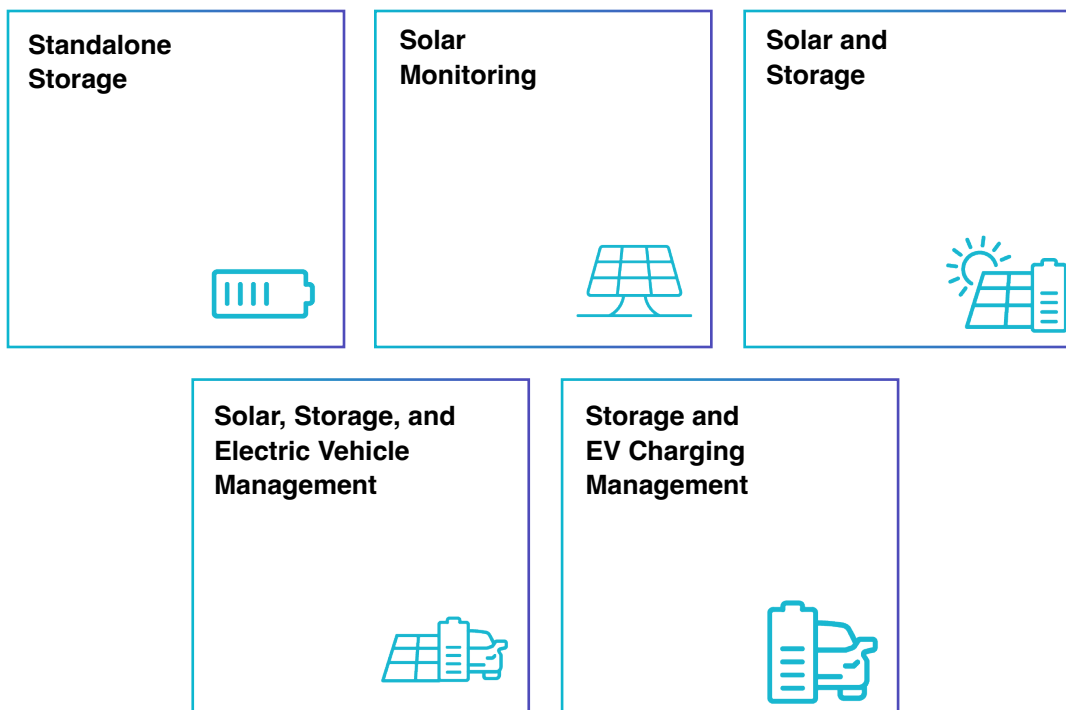 Standalone
Storage
Solar
Monitoring
Solar and
Storage
Solar, Storage, and
Electric Vehicle
Management
Storage and
EV Charging
Management